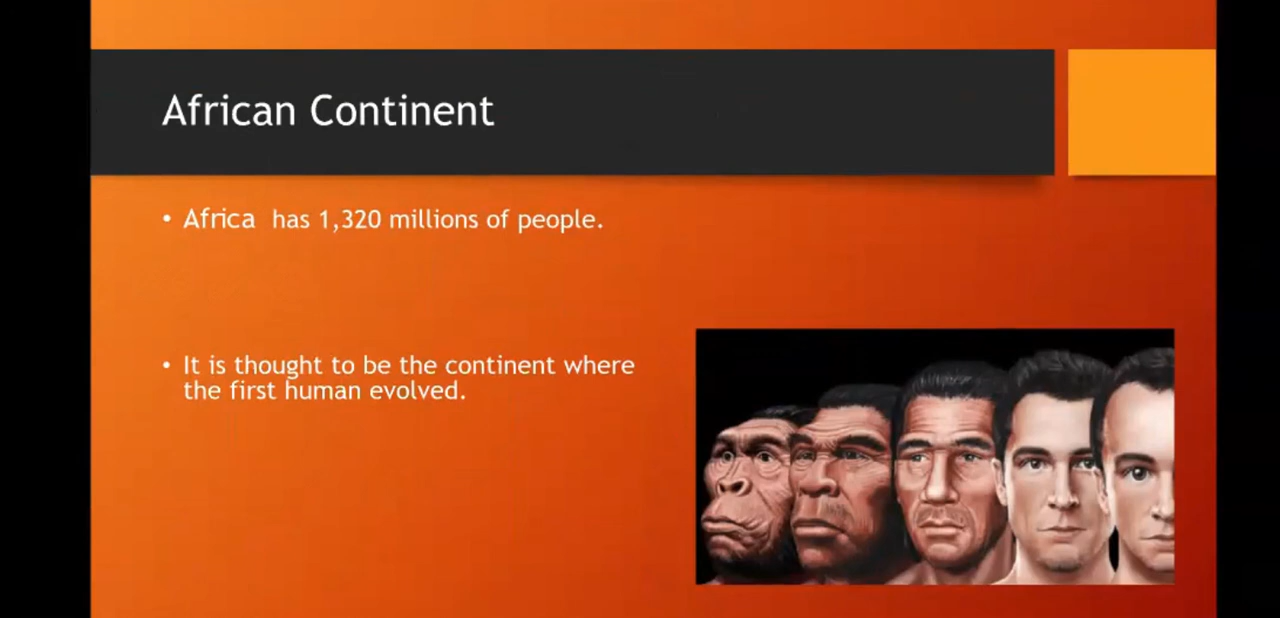 African Continent
• Africa  has 1,320 millions of people.
• It is thought to be the continent where
the first human evolved.